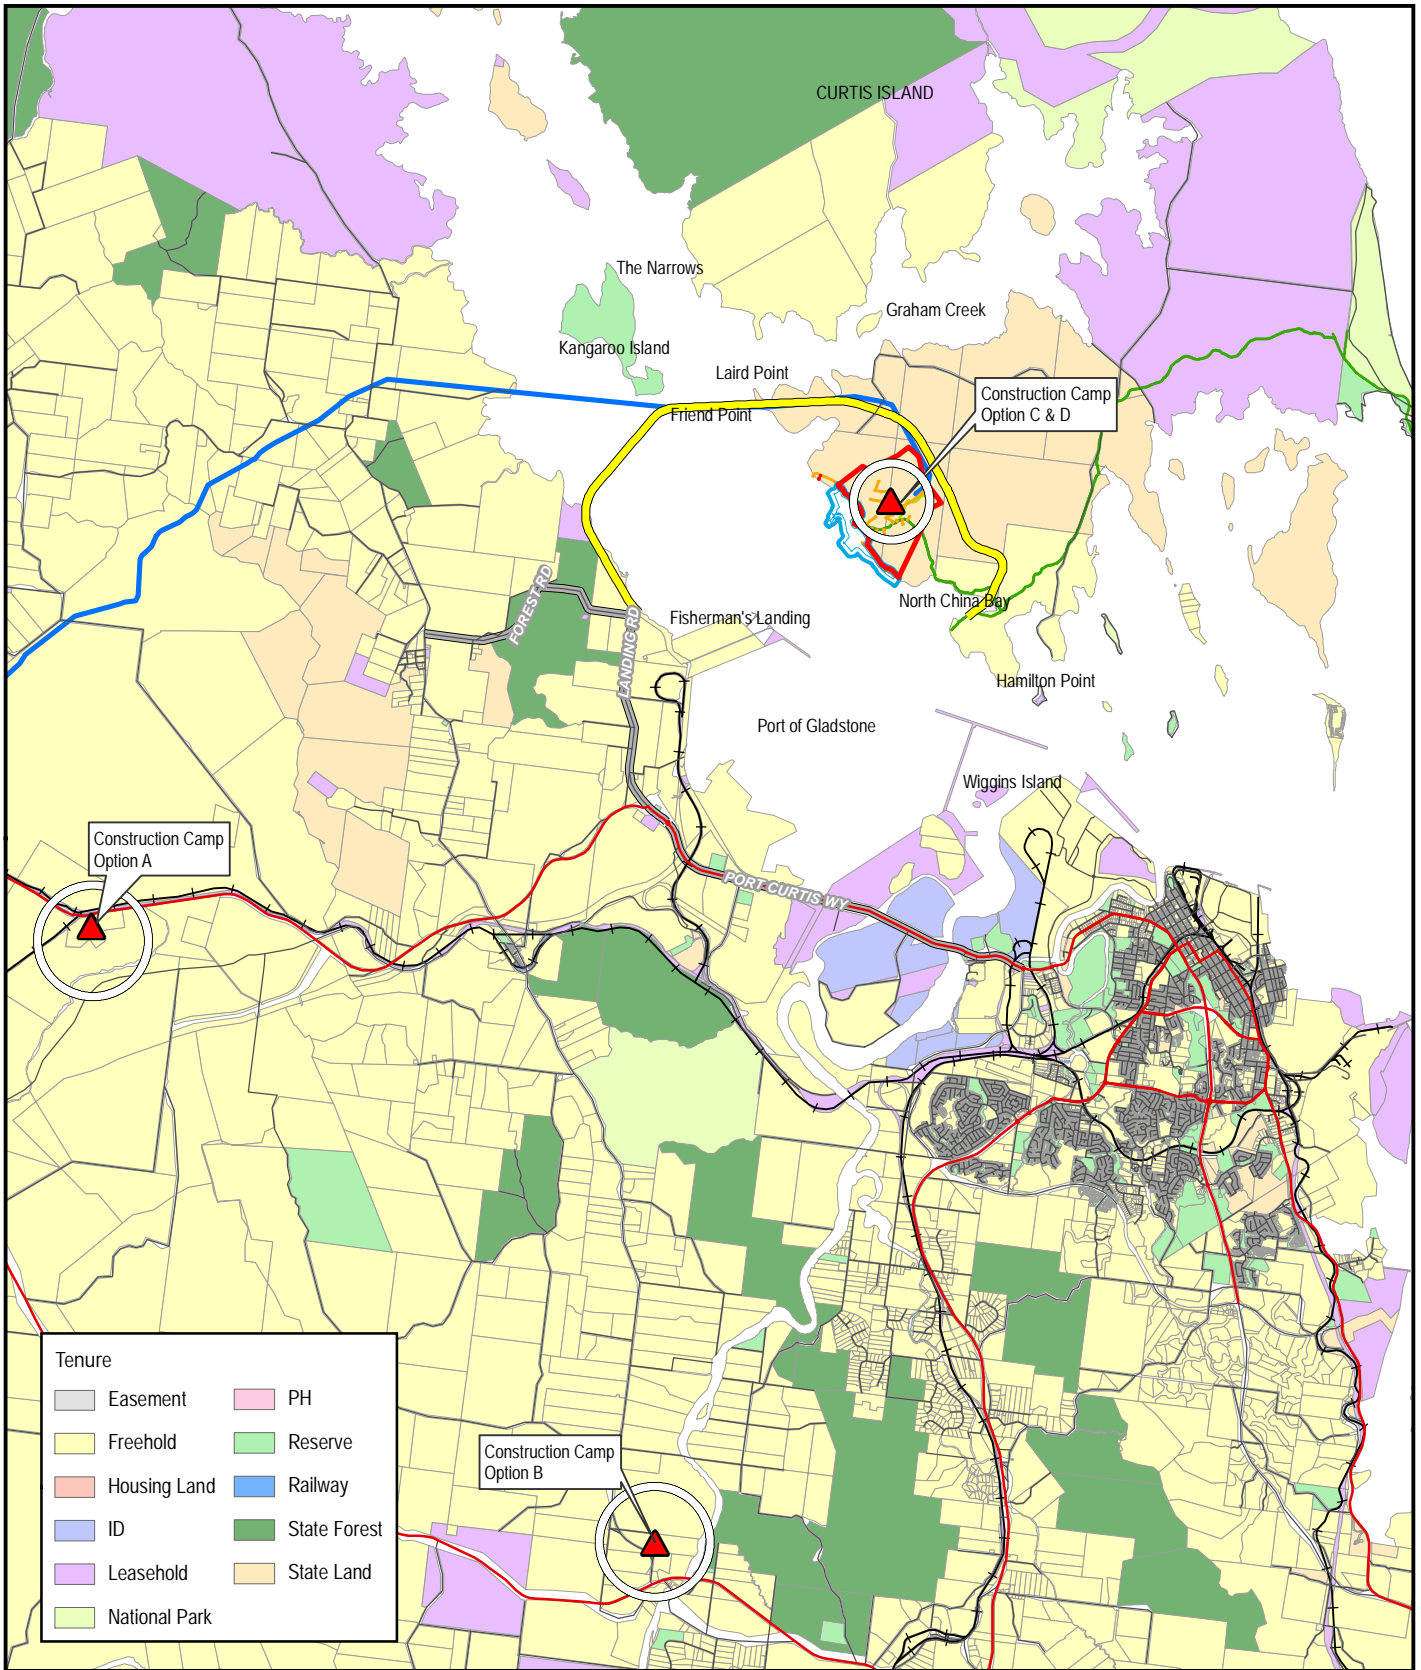 CURTIS ISLAND
The Narrows
Graham Creek
Kangaroo Island
Laird Point
Construction Camp
Option C & D
Friend Point
FOREST RD
North China Bay
LANDING RD
Fisherman's Landing
Hamilton Point
Port of Gladstone
Wiggins Island
Construction Camp
Option A
PORT CURTIS WY
Construction Camp
Option B
Tenure
Easement
Freehold
Housing Land
ID
Leasehold
National Park
PH
Reserve
Railway
State Forest
State Land